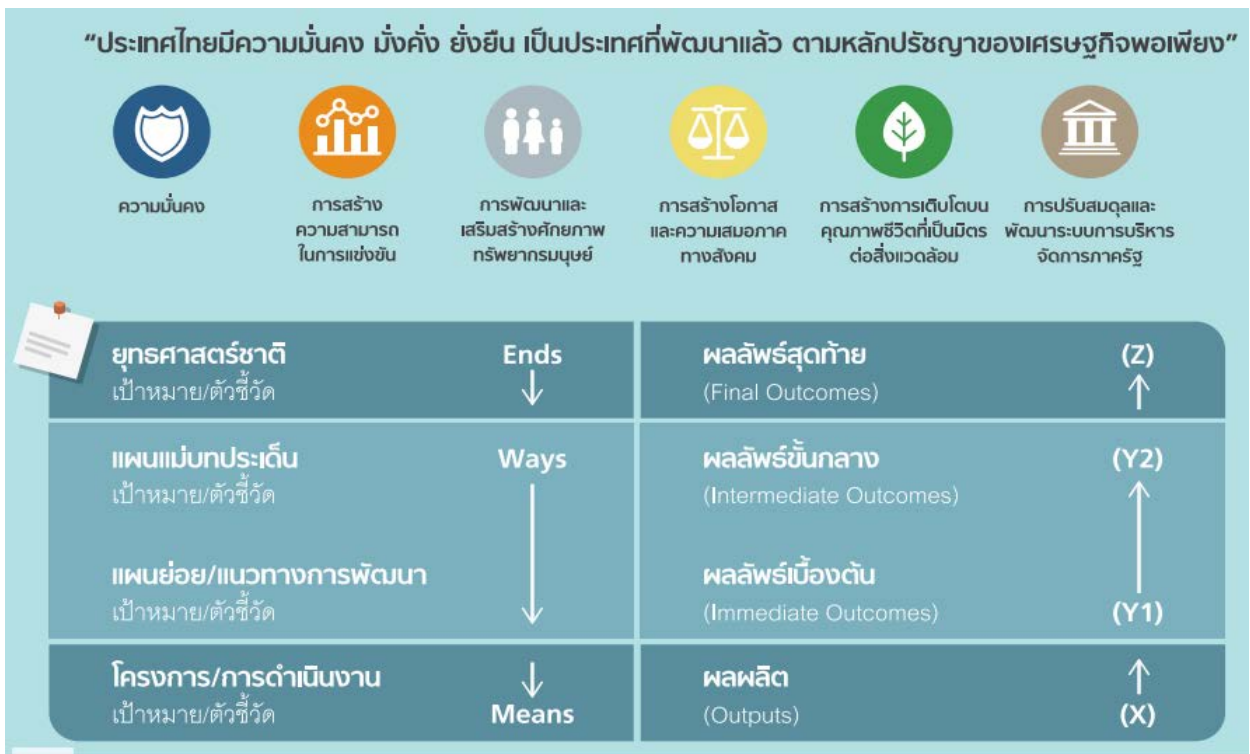 “ประเทศไทยมีความมั่นคง มั่งคั่ง ยั่งยืน เป็นประเทศที่พัฒนาแล้ว ตามหลักปรัชญาของเศรษฐกิจพอเพียง”
ความมั่นคง
การสร้าง
ความสามารถ
ในการแข่งขัน
การพัฒนาและ
เสริมสร้างศักยภาพ
ทรัพยากรมนุษย์
การสร้างโอกาส
และความเสมอภาค
ทางสังคม
การสร้างการเติบโตบน
คุณภาพชีวิตที่เป็นมิตร
ต่อสิ่งแวดล้อม
การปรับสมดุลและ
พัฒนาระบบการบริหาร
จัดการภาครัฐ
ยุทธศาสตร์ชาติ Ends
เป้าหมาย/ตัวชี้วัด
ผลลัพธ์สุดท้าย (Z)
(Final Outcomes)
แผนแม่บทประเด็น Ways
เป้าหมาย/ตัวชี้วัด
ผลลัพธ์ขั้นกลาง (Y2)
(Intermediate Outcomes)
แผนย่อย/แนวทางการพัฒนา
เป้าหมาย/ตัวชี้วัด
ผลลัพธ์เบื้องต้น
(Immediate Outcomes) (Y1)
โครงการ/การดำเนินงาน
เป้าหมาย/ตัวชี้วัด Means
ผลผลิต
(Outputs) (X)